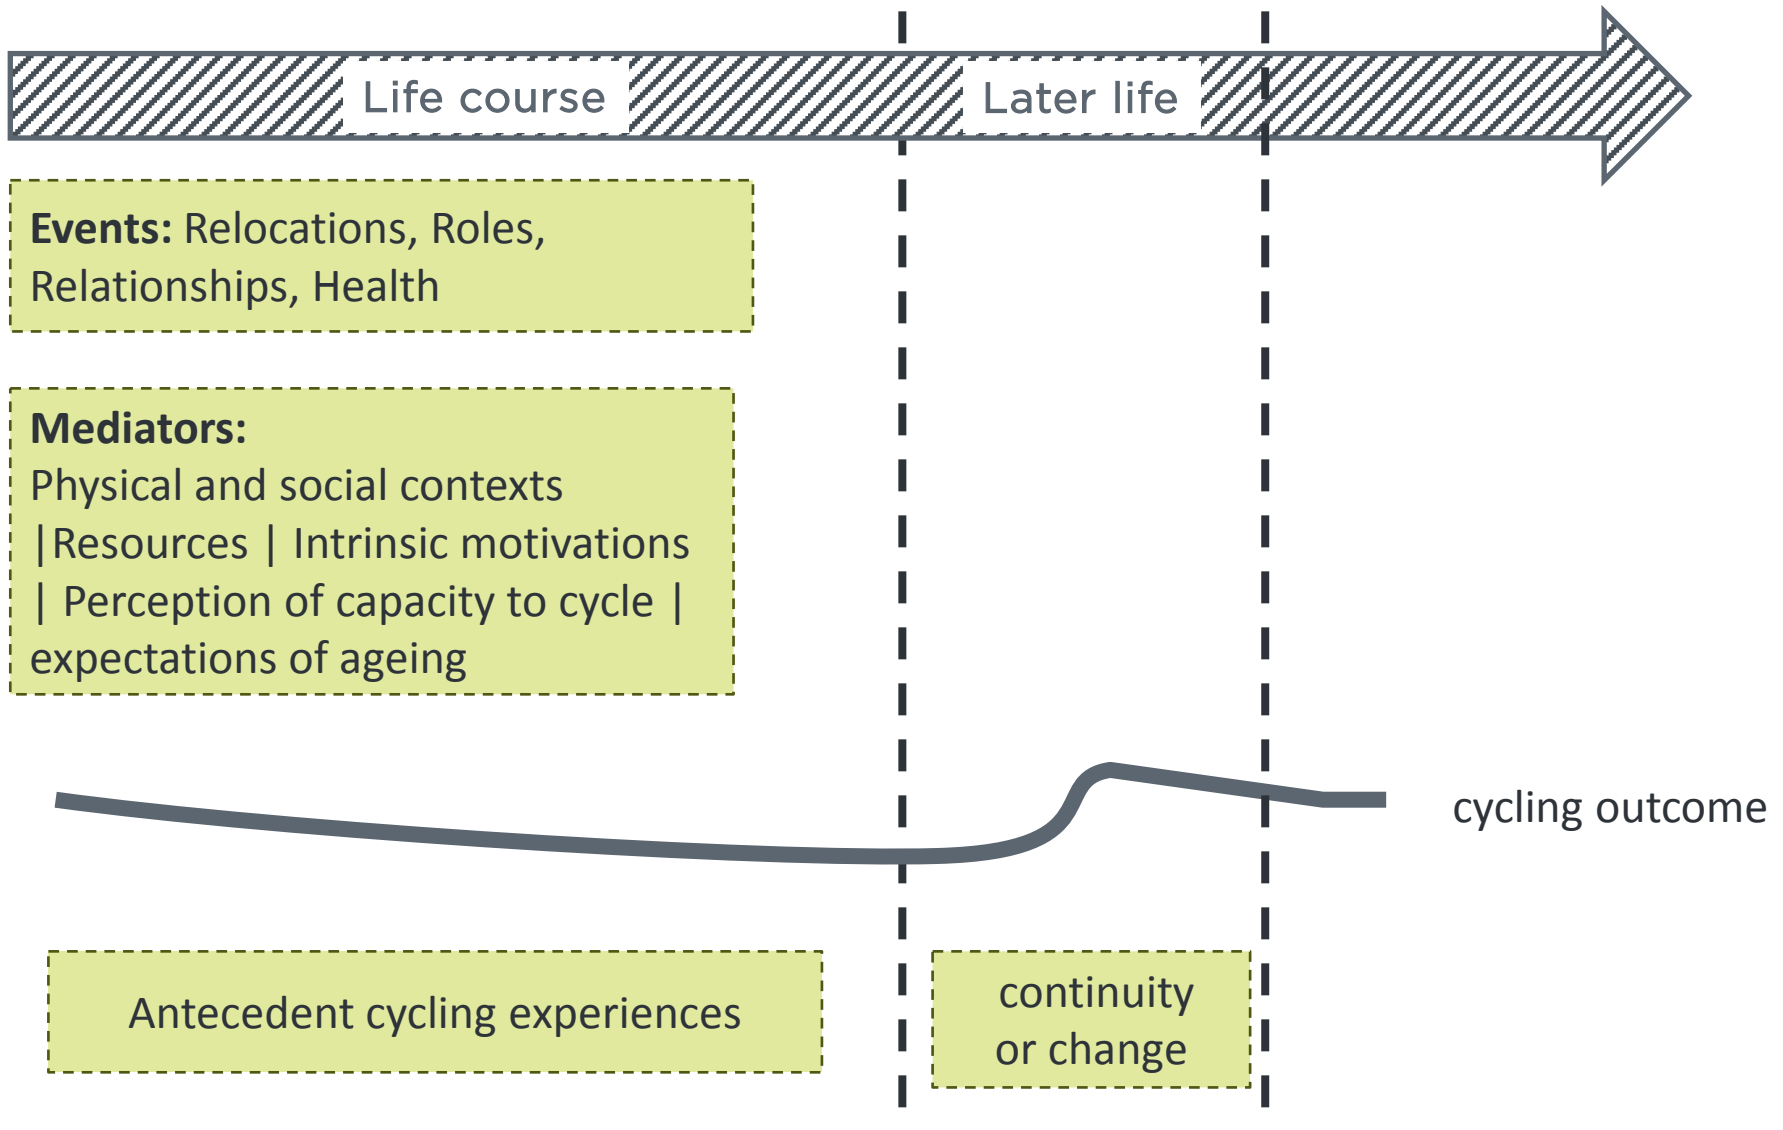 Life course
Later life
Events: Relocations, Roles,
Relationships, Health
Mediators:
Physical and social contexts
|Resources | Intrinsic motivations
| Perception of capacity to cycle |
expectations of ageing
cycling outcome
Antecedent cycling experiences
continuity
or change